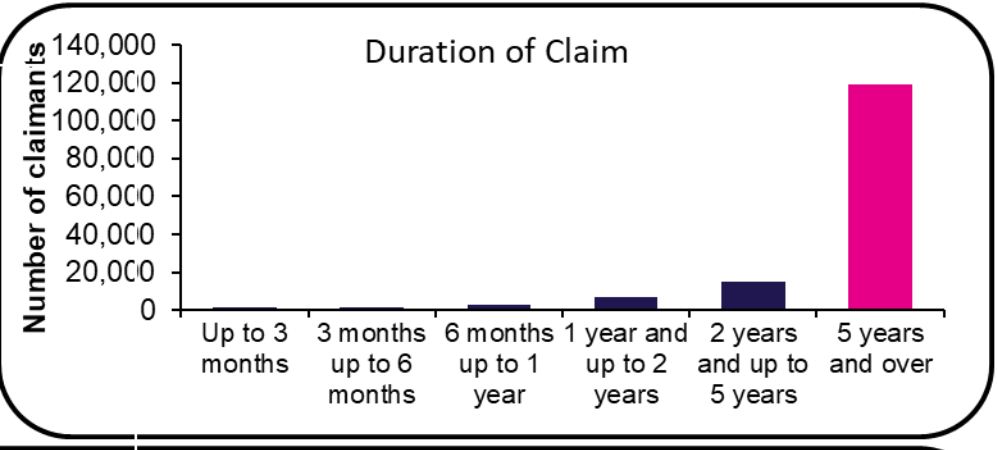 Duration of Claim
Number of claimants
140,000
120,000
100,000
80,000
60,000
40,000
20,000
0
Up to 3 months
3 months up to 6 months
6 months up to 1 year
1 year and up to 2 years
2 years and up to 5 years
5 years and over